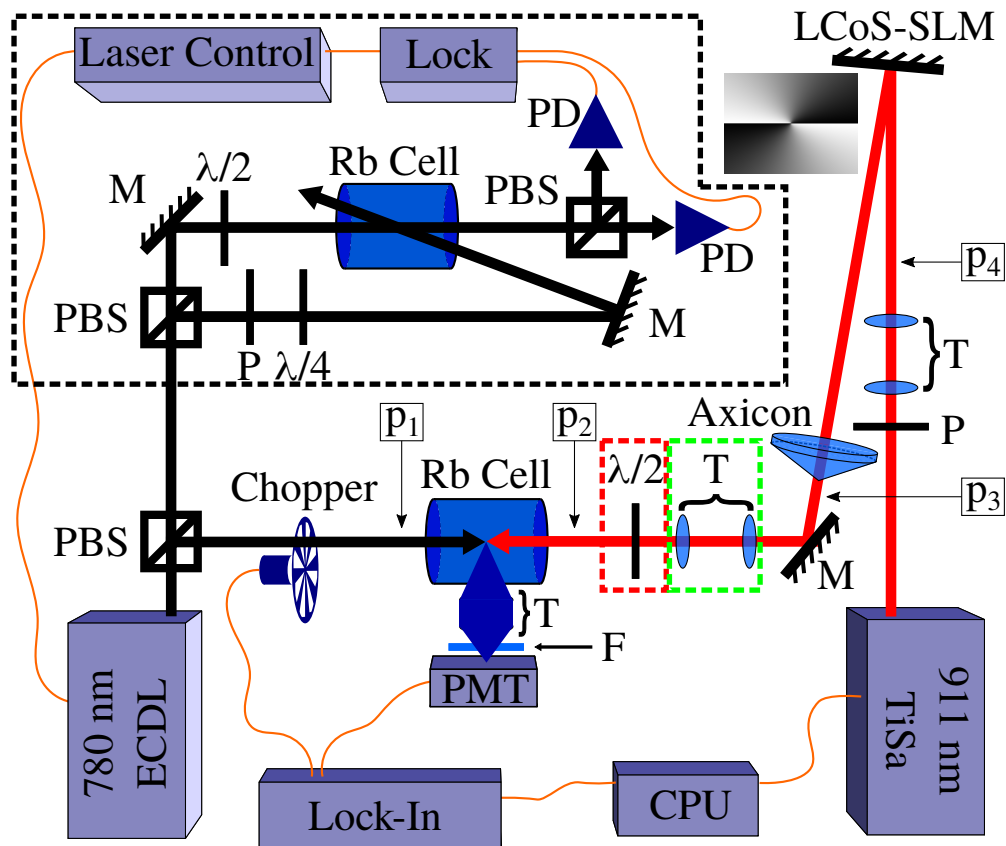 LCoS-SLM
Laser Control
Lock
PD
Rb Cell
λ/2
M
PBS
PD
p₄
PBS
M
P
λ/4
T
Axicon
P
p₁
p₂
λ/2
T
Rb Cell
Chopper
p₃
PBS
M
T
F
PMT
780 nm
ECDL
911 nm
TiSa
CPU
Lock-In